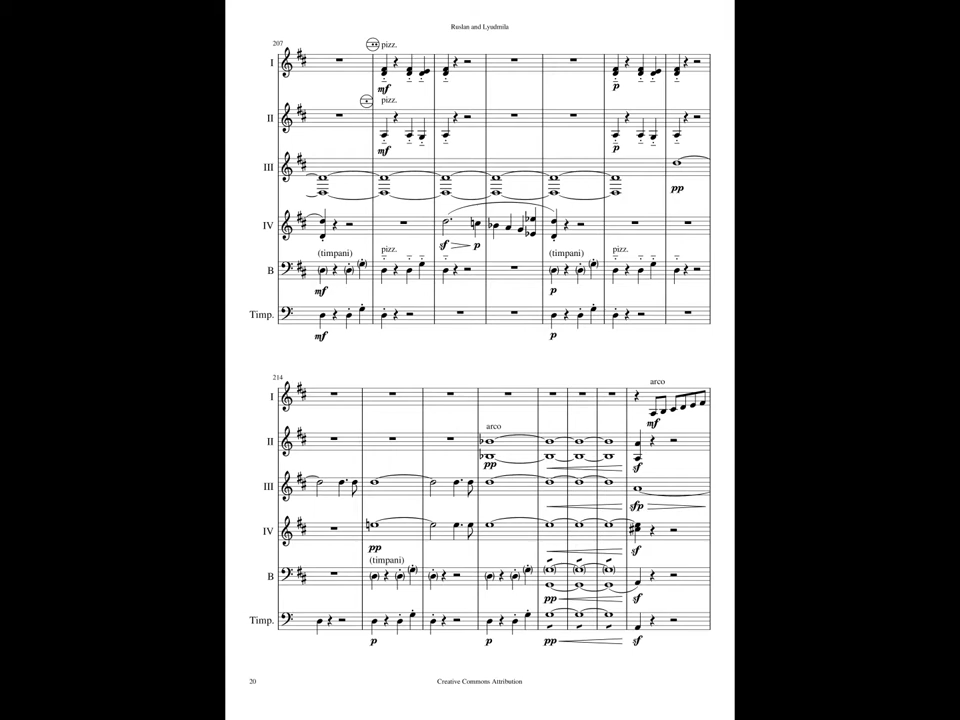 Ruslan and Lyudmila
207
pizz.
I
mf
p
pizz.
II
mf
p
III
pp
IV
sf p
(timpani) pizz. (timpani) pizz.
B
mf p
Timp.
mf p
214
arco
I
mf
arco
II
pp sf
III
sfp
IV
pp sf
(timpani)
B
pp sf
Timp.
p p pp sf
20 Creative Commons Attribution